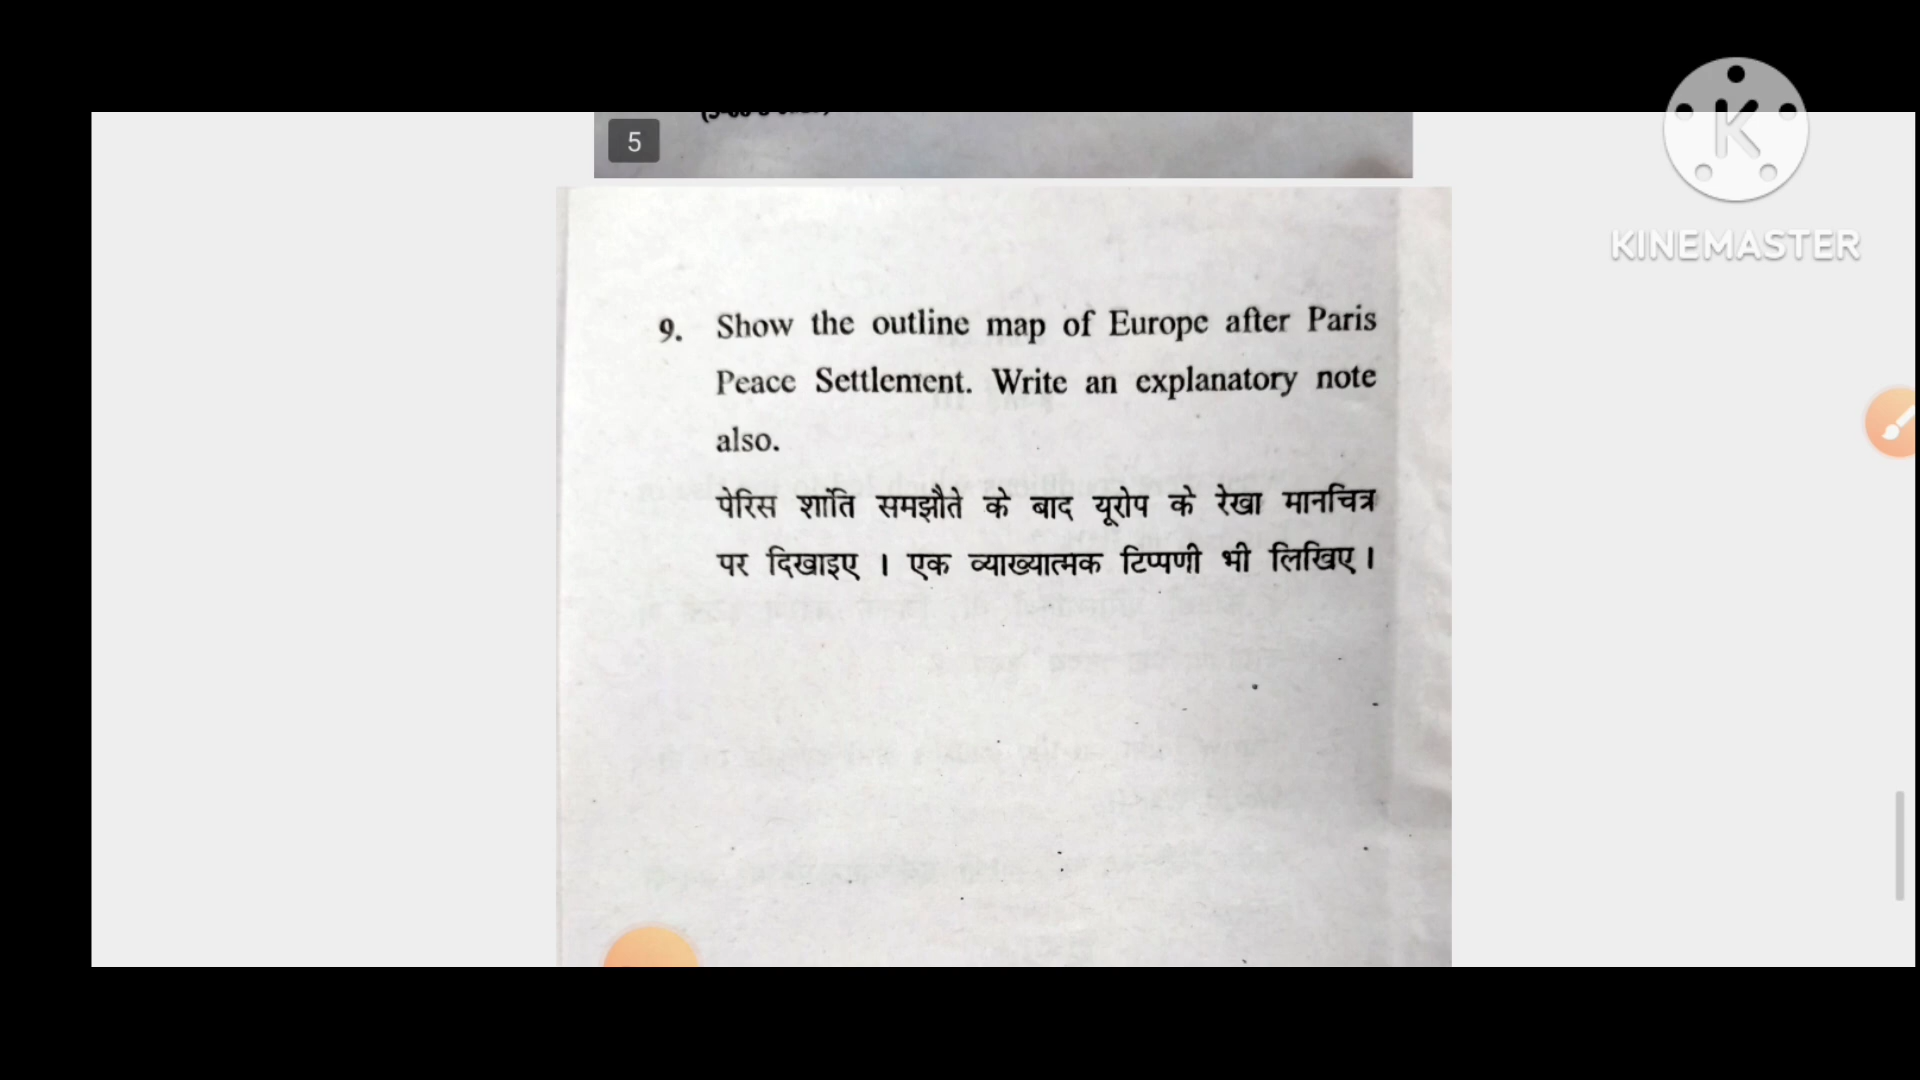 5
KINEMASTER
9. Show the outline map of Europe after Paris
Peace Settlement. Write an explanatory note
also.
पेरिस शांति समझौते के बाद यूरोप के रेखा मानचित्र
पर दिखाइए । एक व्याख्यात्मक टिप्पणी भी लिखिए ।